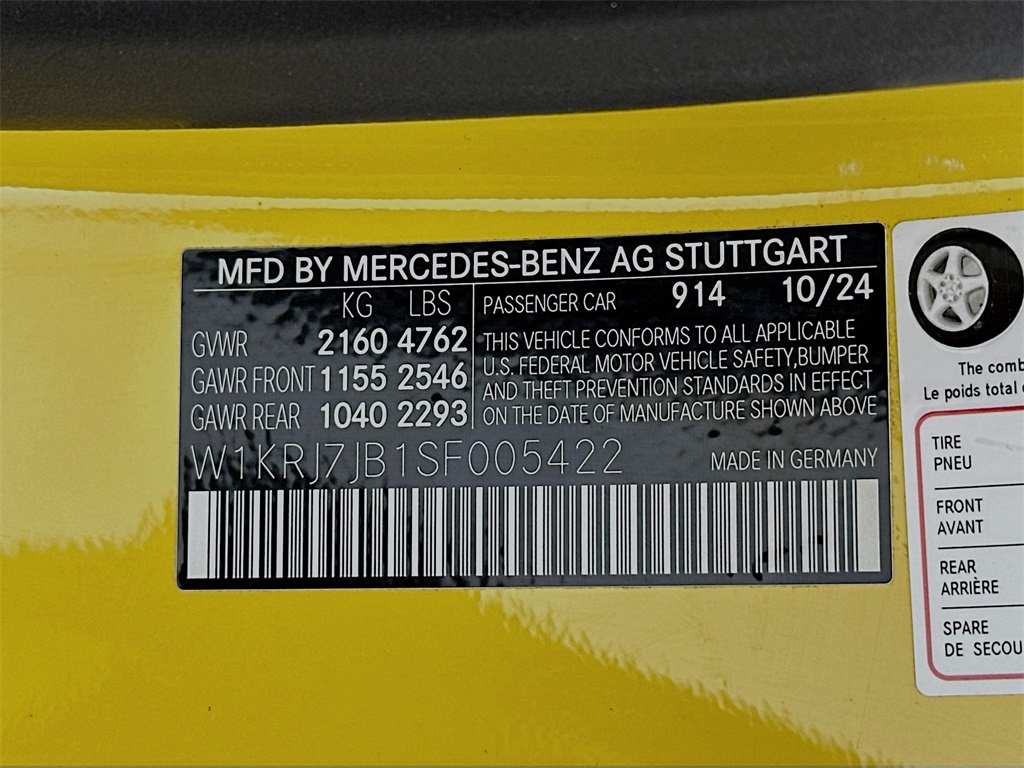 MFD BY MERCEDES-BENZ AG STUTTGART
KG LBS
GVWR 2160 4762
GAWR FRONT 1155 2546
GAWR REAR 1040 2293
PASSENGER CAR 914 10/24
THIS VEHICLE CONFORMS TO ALL APPLICABLE
U.S. FEDERAL MOTOR VEHICLE SAFETY,BUMPER
AND THEFT PREVENTION STANDARDS IN EFFECT
ON THE DATE OF MANUFACTURE SHOWN ABOVE
W1KRJ7JB1SF005422
MADE IN GERMANY
The comb
Le poids total
TIRE
PNEU
FRONT
AVANT
REAR
ARRIÈRE
SPARE
DE SECOU